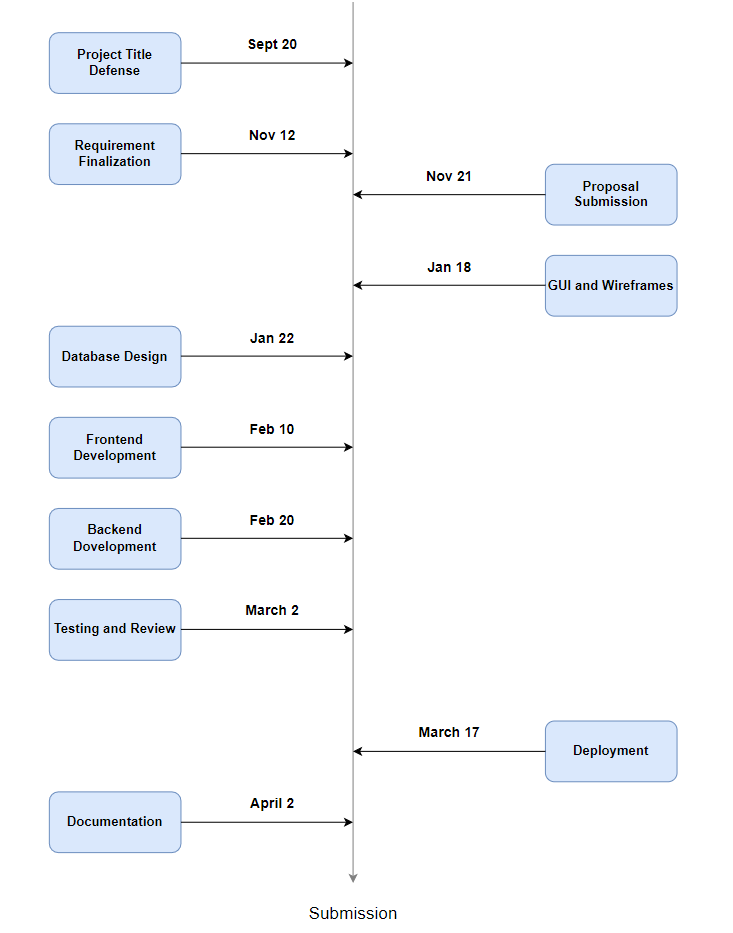 Sept 20
Project Title
Defense
Nov 12
Requirement
Finalization
Nov 21
Proposal
Submission
Jan 18
GUI and Wireframes
Jan 22
Database Design
Feb 10
Frontend
Development
Feb 20
Backend
Dovelopment
March 2
Testing and Review
March 17
Deployment
April 2
Documentation
Submission